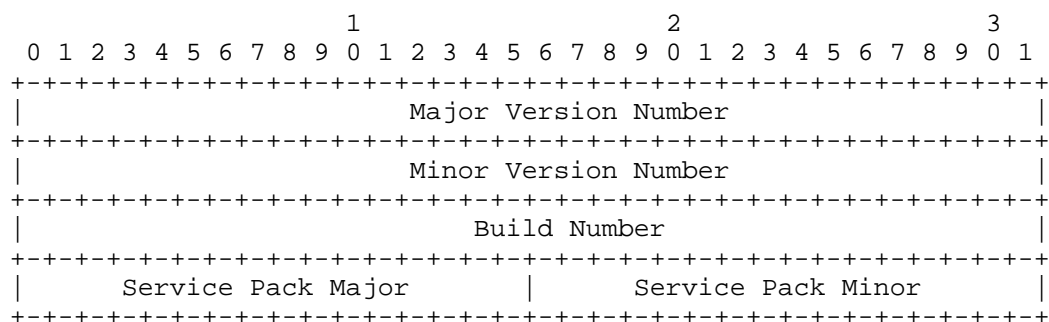 1                   2                   3
 0 1 2 3 4 5 6 7 8 9 0 1 2 3 4 5 6 7 8 9 0 1 2 3 4 5 6 7 8 9 0 1
+-+-+-+-+-+-+-+-+-+-+-+-+-+-+-+-+-+-+-+-+-+-+-+-+-+-+-+-+-+-+-+-+
|                        Major Version Number                   |
+-+-+-+-+-+-+-+-+-+-+-+-+-+-+-+-+-+-+-+-+-+-+-+-+-+-+-+-+-+-+-+-+
|                        Minor Version Number                   |
+-+-+-+-+-+-+-+-+-+-+-+-+-+-+-+-+-+-+-+-+-+-+-+-+-+-+-+-+-+-+-+-+
|                            Build Number                       |
+-+-+-+-+-+-+-+-+-+-+-+-+-+-+-+-+-+-+-+-+-+-+-+-+-+-+-+-+-+-+-+-+
|      Service Pack Major       |      Service Pack Minor       |
+-+-+-+-+-+-+-+-+-+-+-+-+-+-+-+-+-+-+-+-+-+-+-+-+-+-+-+-+-+-+-+-+